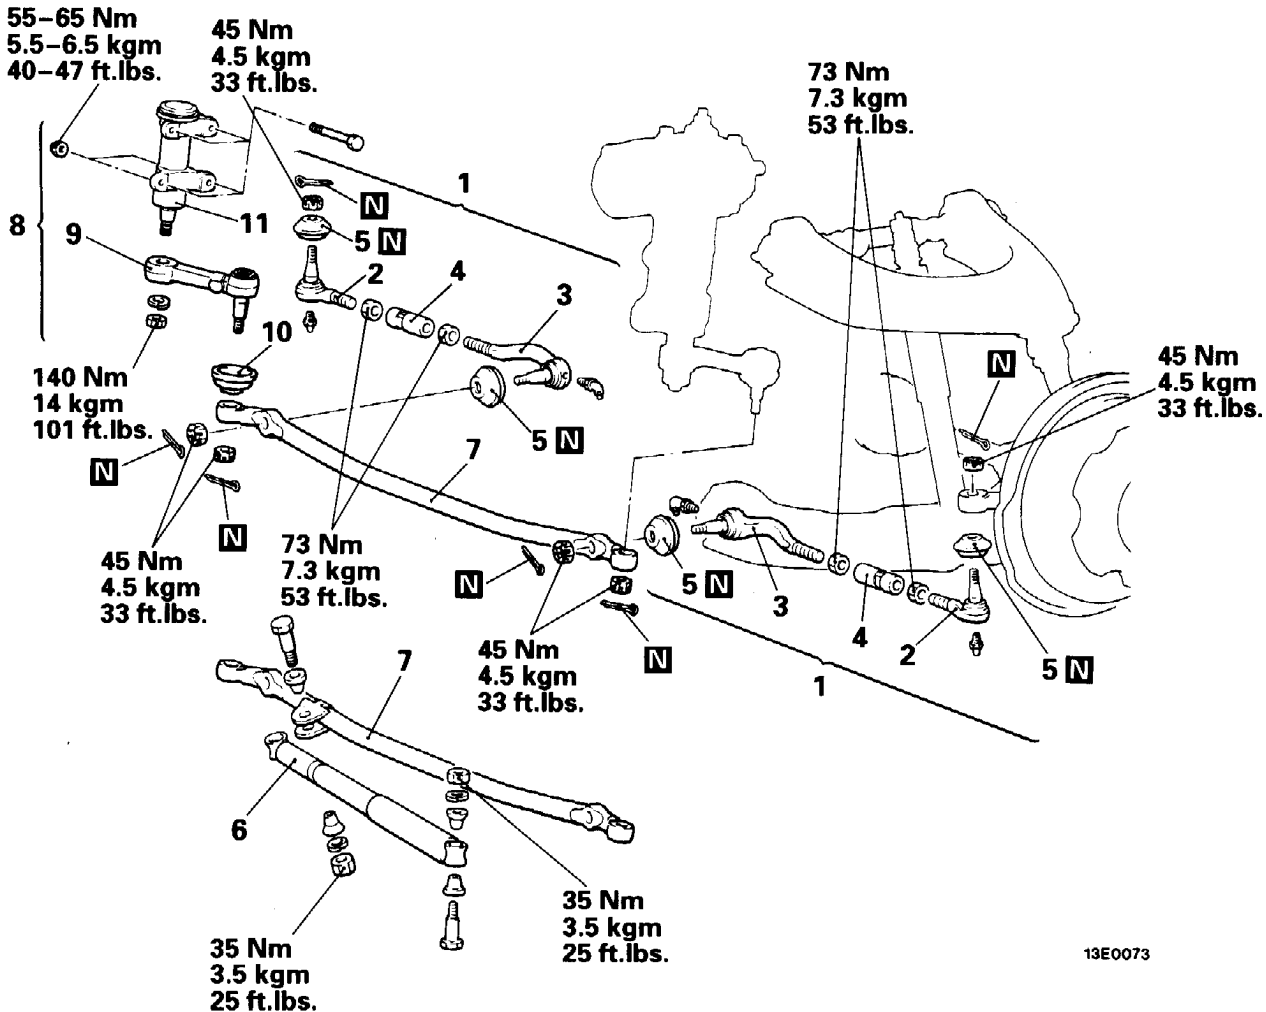 55–65 Nm
5.5–6.5 kgm
40–47 ft.lbs.
45 Nm
4.5 kgm
33 ft.lbs.
73 Nm
7.3 kgm
53 ft.lbs.
8
9
11
N
5 N
1
2
4
3
10
140 Nm
14 kgm
101 ft.lbs.
N
N
5 N
7
45 Nm
4.5 kgm
33 ft.lbs.
73 Nm
7.3 kgm
53 ft.lbs.
N
45 Nm
4.5 kgm
33 ft.lbs.
N
5 N
3
4
2
5 N
1
45 Nm
4.5 kgm
33 ft.lbs.
N
7
6
35 Nm
3.5 kgm
25 ft.lbs.
35 Nm
3.5 kgm
25 ft.lbs.
13E0073